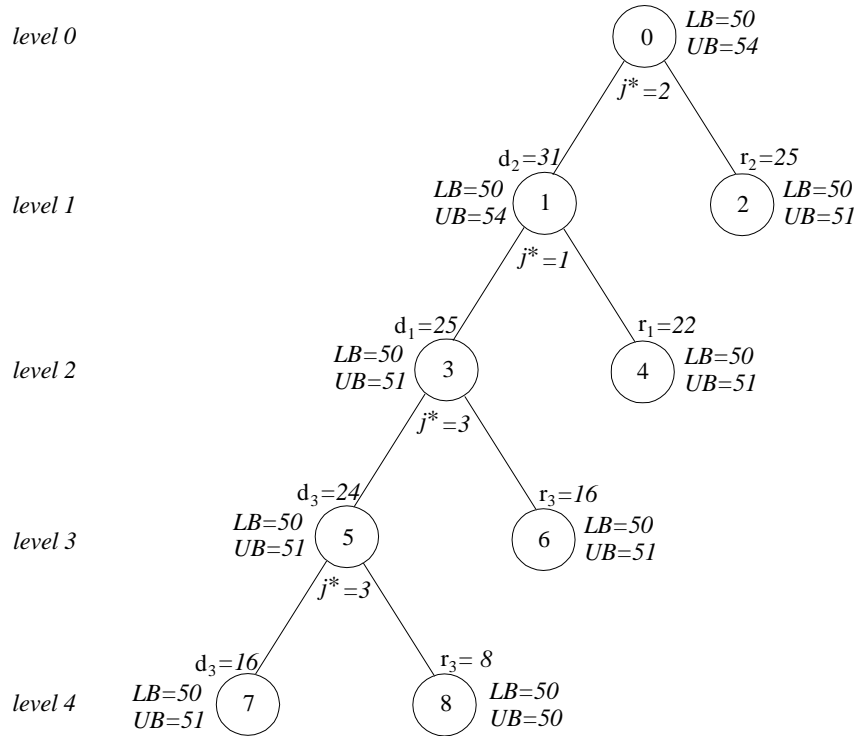 level 0
0
LB=50
UB=54
j*=2
d₂=31
r₂=25
level 1
LB=50
UB=54
1
2
LB=50
UB=51
j*=1
d₁=25
r₁=22
level 2
LB=50
UB=51
3
4
LB=50
UB=51
j*=3
d₃=24
r₃=16
level 3
LB=50
UB=51
5
6
LB=50
UB=51
j*=3
d₃=16
r₃= 8
level 4
LB=50
UB=51
7
8
LB=50
UB=50